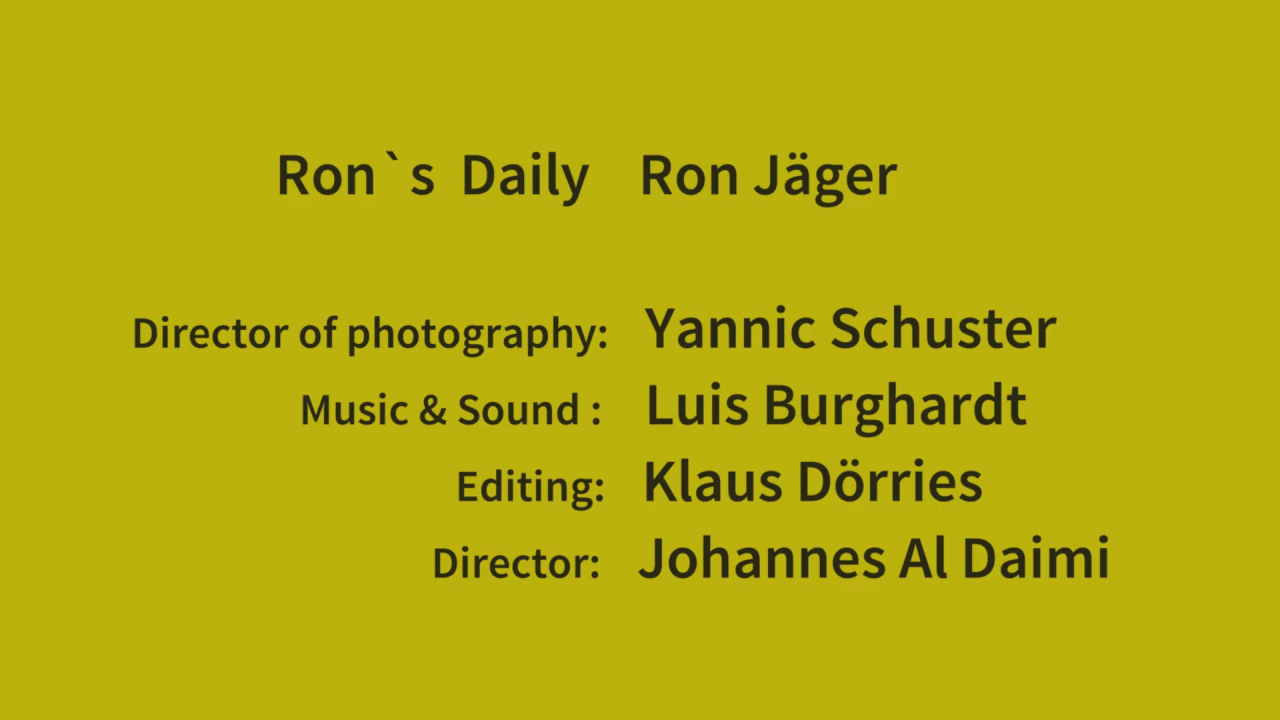 Ron`s Daily Ron Jäger
Director of photography: Yannic Schuster
Music & Sound : Luis Burghardt
Editing: Klaus Dörries
Director: Johannes Al Daimi